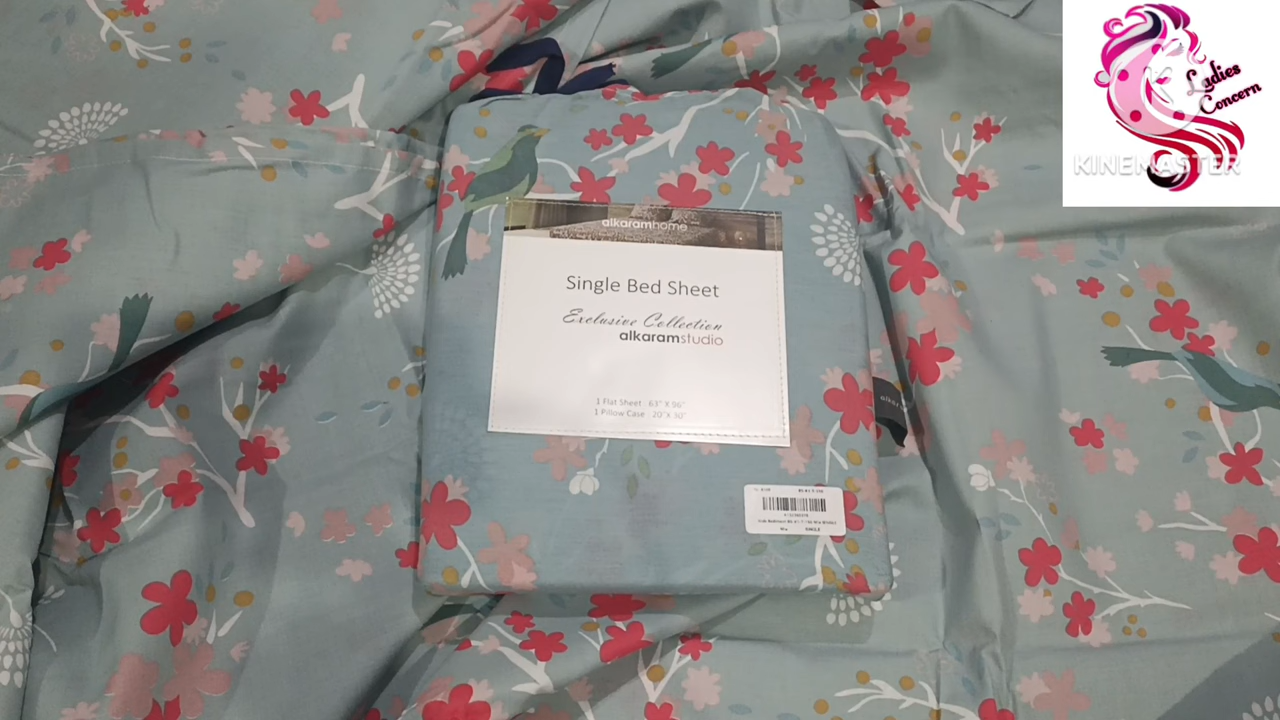 Ladies
Concern
KINEMASTER
alkaramhome
Single Bed Sheet
Exclusive Collection
alkaramstudio
1 Flat Sheet : 63" X 96"
1 Pillow Case : 20"X 30"